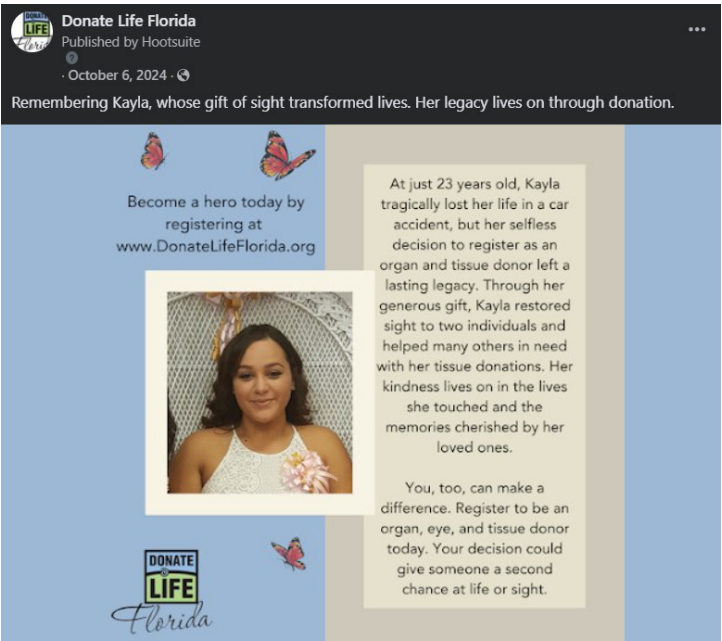 Donate Life Florida
Published by Hootsuite
· October 6, 2024 ·
Remembering Kayla, whose gift of sight transformed lives. Her legacy lives on through donation.
Become a hero today by
registering at
www.DonateLifeFlorida.org
At just 23 years old, Kayla
tragically lost her life in a car
accident, but her selfless
decision to register as an
organ and tissue donor left a
lasting legacy. Through her
generous gift, Kayla restored
sight to two individuals and
helped many others in need
with her tissue donations. Her
kindness lives on in the lives
she touched and the
memories cherished by her
loved ones.
You, too, can make a
difference. Register to be an
organ, eye, and tissue donor
today. Your decision could
give someone a second
chance at life or sight.
DONATE
LIFE
Florida